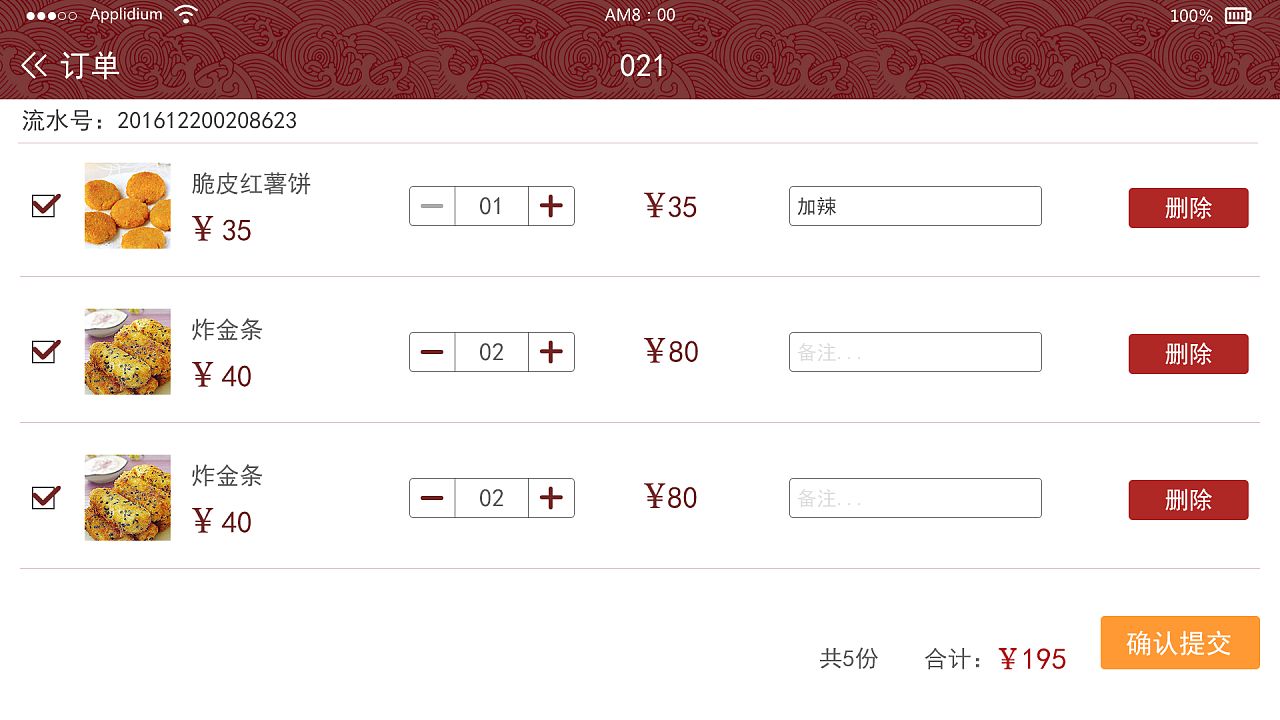 Applidium AM8：00 100%
订单 021
流水号：201612200208623
脆皮红薯饼
¥ 35 01 ¥35 加辣 删除
炸金条
¥ 40 02 ¥80 备注... 删除
炸金条
¥ 40 02 ¥80 备注... 删除
共5份 合计：¥195 确认提交